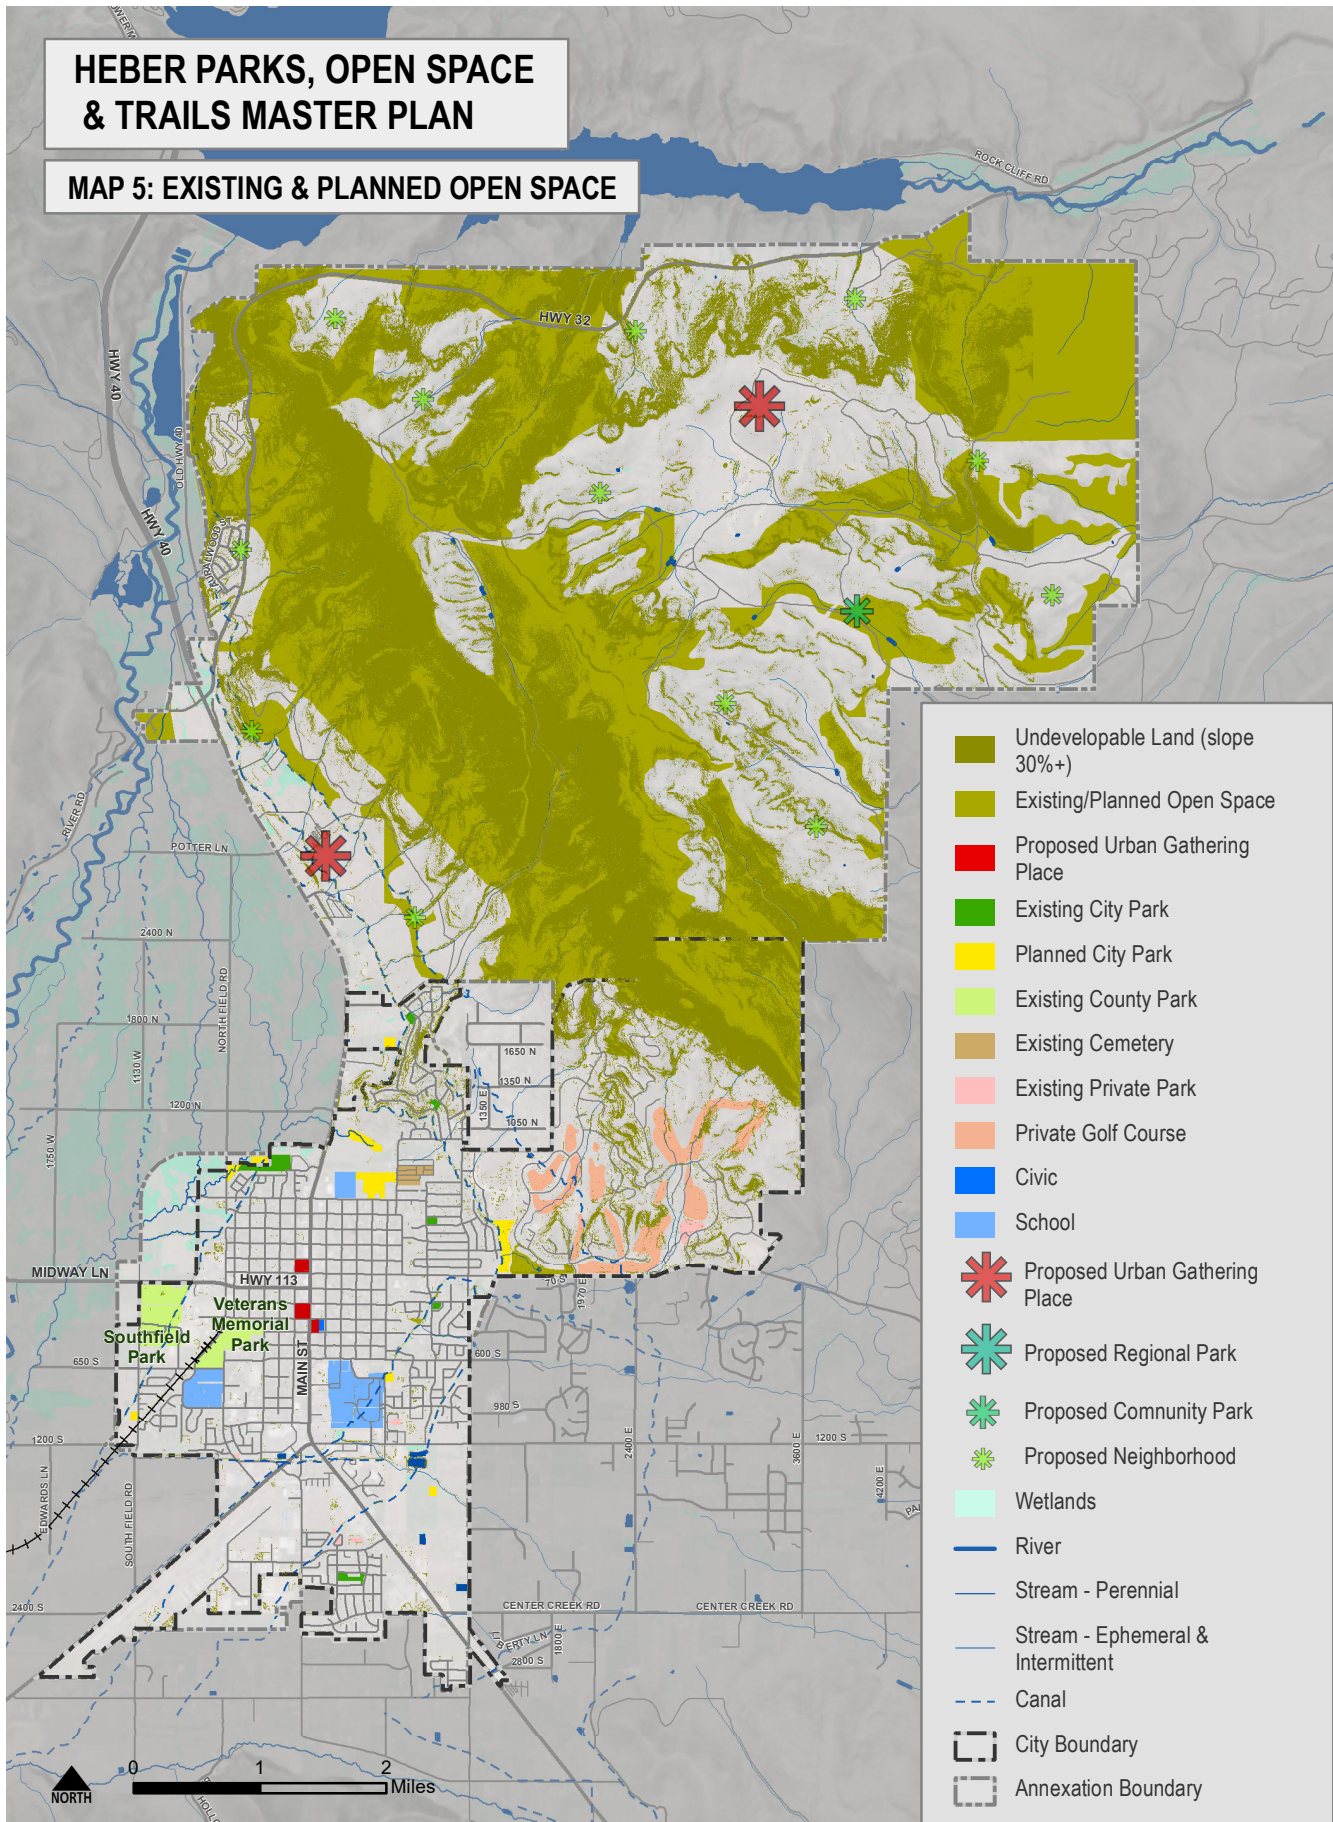 HEBER PARKS, OPEN SPACE
& TRAILS MASTER PLAN
MAP 5: EXISTING & PLANNED OPEN SPACE
ROCK CLIFF RD
HWY 32
HWY 40
OLD HWY 40
HWY 40
RIVER RD
POTTER LN
2400 N
NORTH FIELD RD
1800 N
1130 W
1650 N
1350 N
1350 E
1050 N
1200 N
1750 W
MIDWAY LN
HWY 113
Veterans
Memorial
Park
Southfield
Park
MAIN ST
650 S
600 S
1970 E
980 S
1200 S
1200 S
2400 E
3600 E
4200 E
EDWARDS LN
SOUTH FIELD RD
2400 S
CENTER CREEK RD
CENTER CREEK RD
LIBERTY LN
1800 E
2800 S
0
1
2
Miles
NORTH
Undevelopable Land (slope
30%+)
Existing/Planned Open Space
Proposed Urban Gathering
Place
Existing City Park
Planned City Park
Existing County Park
Existing Cemetery
Existing Private Park
Private Golf Course
Civic
School
Proposed Urban Gathering
Place
Proposed Regional Park
Proposed Comnunity Park
Proposed Neighborhood
Wetlands
River
Stream - Perennial
Stream - Ephemeral &
Intermittent
Canal
City Boundary
Annexation Boundary